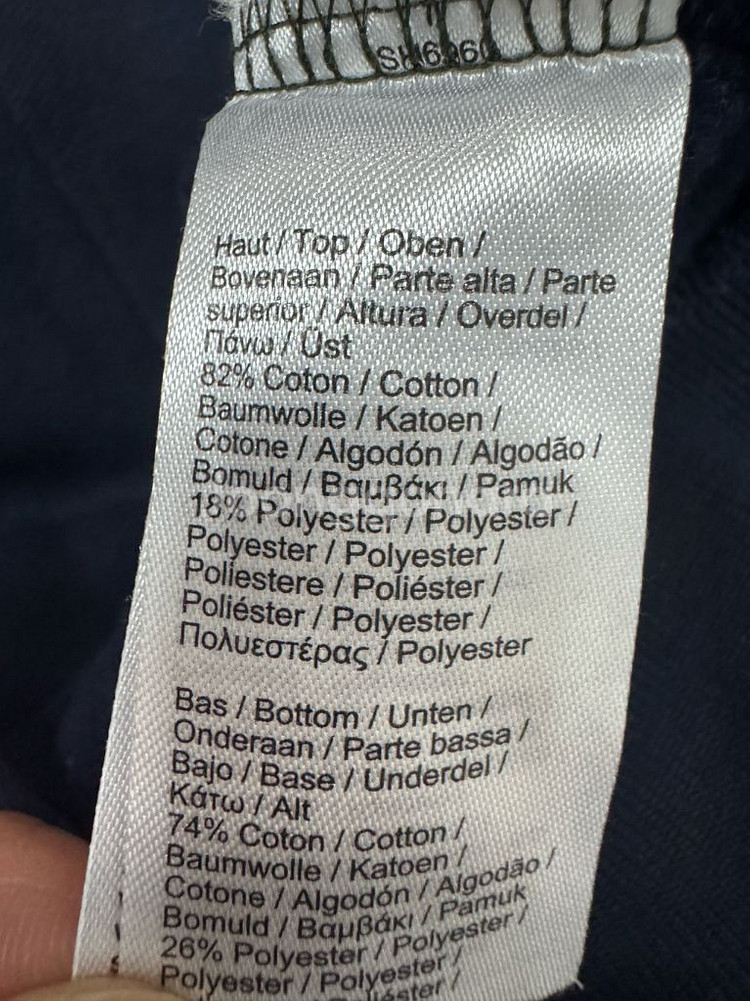 Haut / Top / Oben /
Bovenaan / Parte alta / Parte
superior / Altura / Overdel /
Πάνω / Üst
82% Coton / Cotton /
Baumwolle / Katoen /
Cotone / Algodón / Algodão /
Bomuld / Βαμβάκι / Pamuk
18% Polyester / Polyester /
Polyester / Polyester /
Poliestere / Poliéster /
Poliéster / Polyester /
Πολυεστέρας / Polyester
Bas / Bottom / Unten /
Onderaan / Parte bassa /
Bajo / Base / Underdel /
Κάτω / Alt
74% Coton / Cotton /
Baumwolle / Katoen /
Cotone / Algodón / Algodão /
Bomuld / Βαμβάκι / Pamuk
26% Polyester / Polyester /
Polyester / Polyester /